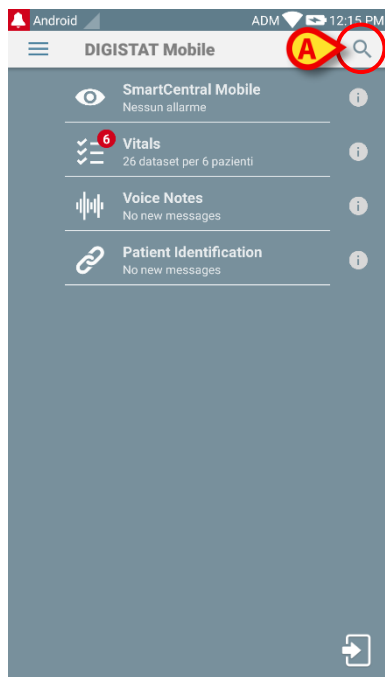 Android ADM 12:15 PM
DIGISTAT Mobile A
SmartCentral Mobile
Nessun allarme
6 Vitals
26 dataset per 6 pazienti
Voice Notes
No new messages
Patient Identification
No new messages